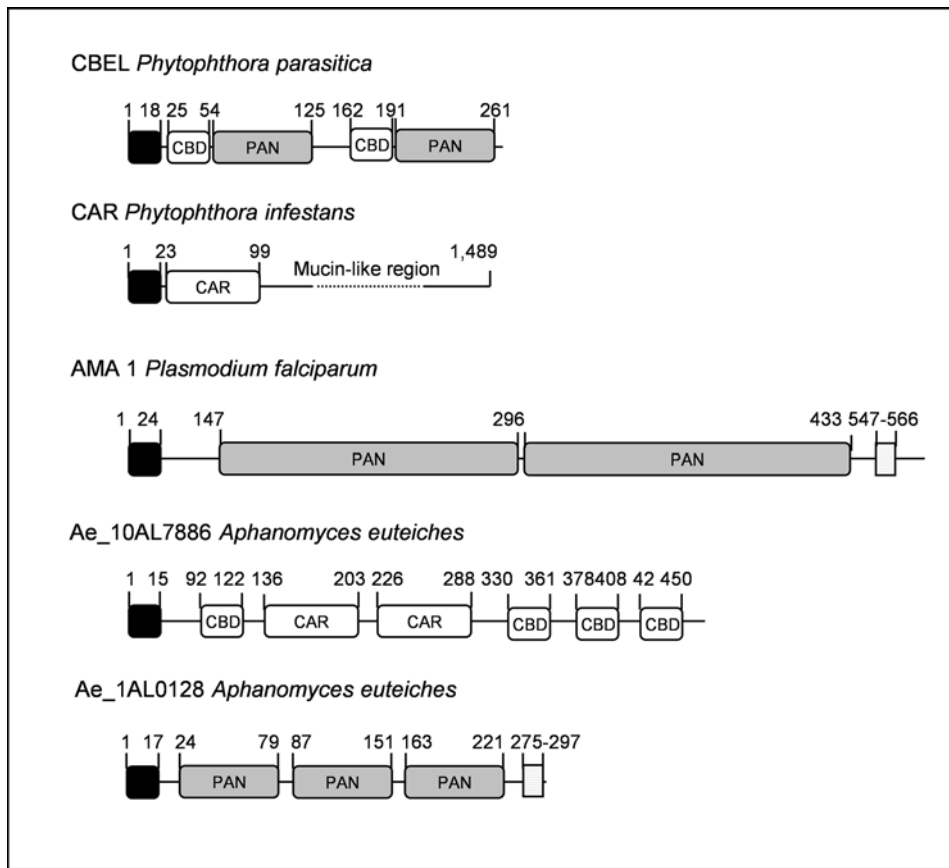 CBEL Phytophthora parasitica
1 18 25 54 125 162 191 261
CBD PAN CBD PAN
CAR Phytophthora infestans
1 23 99 1,489
Mucin-like region
CAR
AMA 1 Plasmodium falciparum
1 24 147 296 433 547-566
PAN PAN
Ae_10AL7886 Aphanomyces euteiches
1 15 92 122 136 203 226 288 330 361 378408 42 450
CBD CAR CAR CBD CBD CBD
Ae_1AL0128 Aphanomyces euteiches
1 17 24 79 87 151 163 221 275-297
PAN PAN PAN